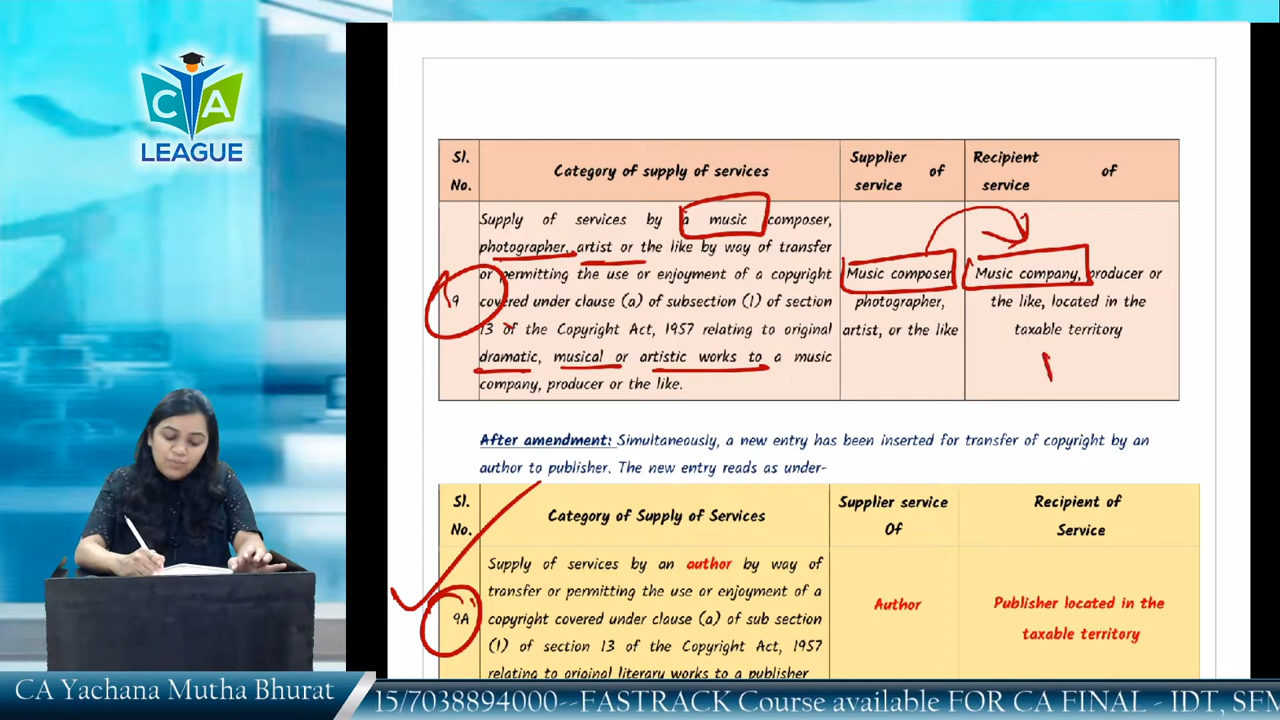 CA
LEAGUE
Sl.
No.
Category of supply of services
Supplier of
service
Recipient of
service
9
Supply of services by a music composer,
photographer, artist or the like by way of transfer
or permitting the use or enjoyment of a copyright
covered under clause (a) of subsection (1) of section
13 of the Copyright Act, 1957 relating to original
dramatic, musical or artistic works to a music
company, producer or the like.
Music composer
photographer,
artist, or the like
Music company, producer or
the like, located in the
taxable territory
After amendment: Simultaneously, a new entry has been inserted for transfer of copyright by an
author to publisher. The new entry reads as under-
Sl.
No.
Category of Supply of Services
Supplier service
Of
Recipient of
Service
9A
Supply of services by an author by way of
transfer or permitting the use or enjoyment of a
copyright covered under clause (a) of sub section
(1) of section 13 of the Copyright Act, 1957
relating to original literary works to a publisher
Author
Publisher located in the
taxable territory
CA Yachana Mutha Bhurat
15/7038894000--FASTRACK Course available FOR CA FINAL - IDT, SFM